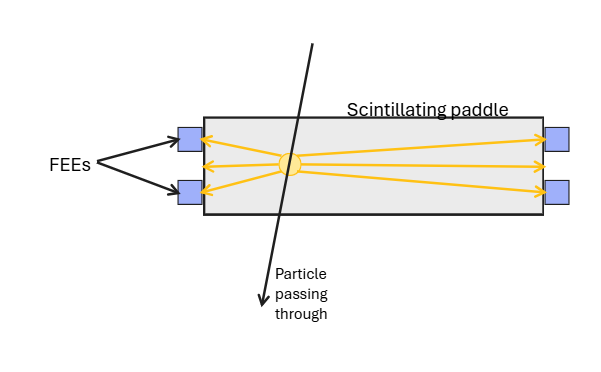 Scintillating paddle
FEEs
Particle
passing
through